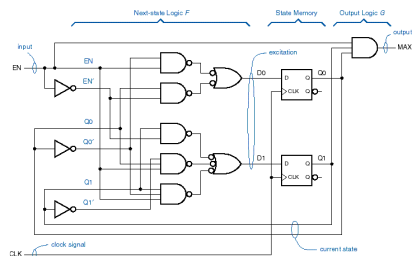 Next-state Logic F
State Memory
Output Logic G
input
output
EN
EN
MAX
EN'
excitation
D0
D
Q
Q0
CLK
Q
Q0
Q0'
D1
D
Q
Q1
CLK
Q
Q1
Q1'
clock signal
CLK
current state